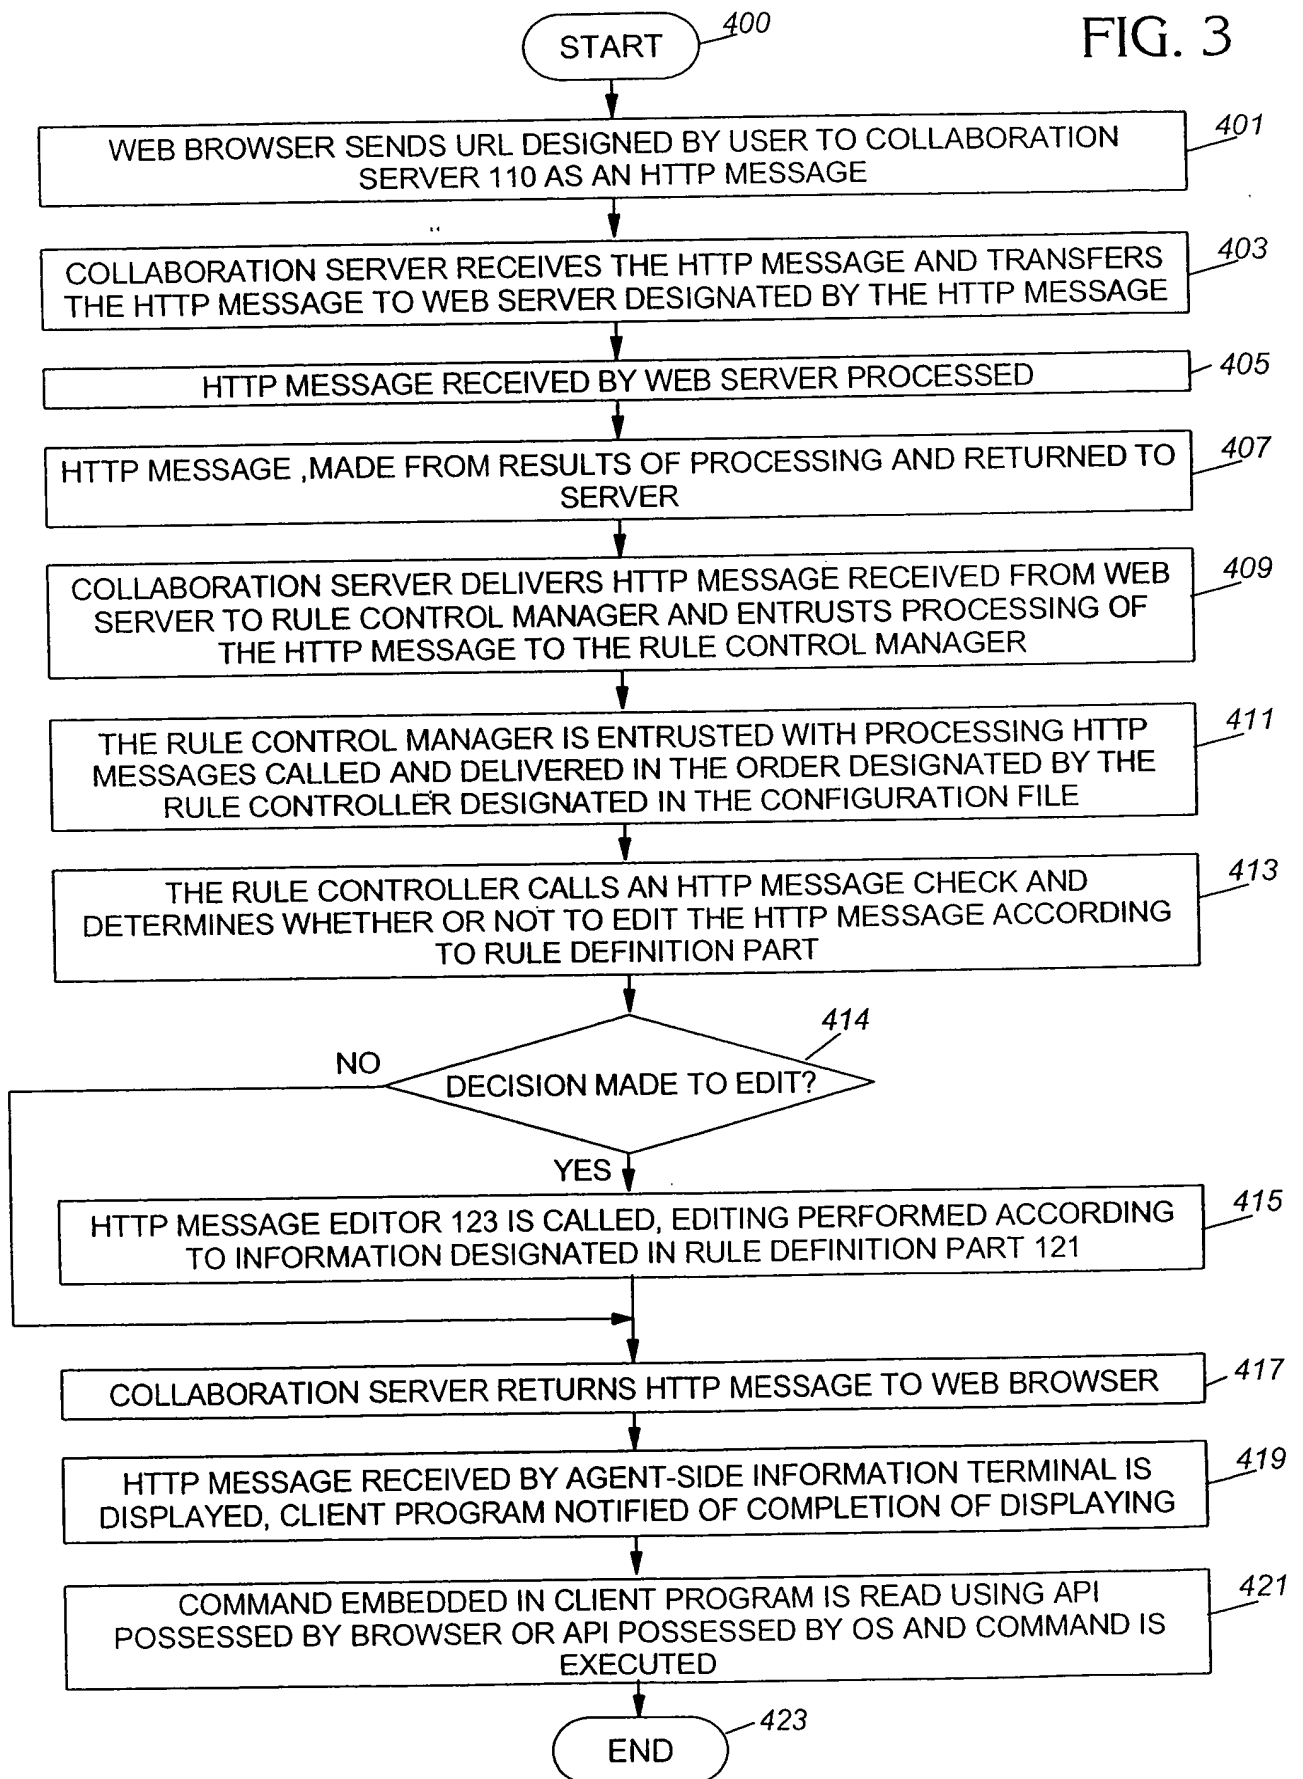 START
400
FIG. 3
WEB BROWSER SENDS URL DESIGNED BY USER TO COLLABORATION
SERVER 110 AS AN HTTP MESSAGE
401
COLLABORATION SERVER RECEIVES THE HTTP MESSAGE AND TRANSFERS
THE HTTP MESSAGE TO WEB SERVER DESIGNATED BY THE HTTP MESSAGE
403
HTTP MESSAGE RECEIVED BY WEB SERVER PROCESSED
405
HTTP MESSAGE ,MADE FROM RESULTS OF PROCESSING AND RETURNED TO
SERVER
407
COLLABORATION SERVER DELIVERS HTTP MESSAGE RECEIVED FROM WEB
SERVER TO RULE CONTROL MANAGER AND ENTRUSTS PROCESSING OF
THE HTTP MESSAGE TO THE RULE CONTROL MANAGER
409
THE RULE CONTROL MANAGER IS ENTRUSTED WITH PROCESSING HTTP
MESSAGES CALLED AND DELIVERED IN THE ORDER DESIGNATED BY THE
RULE CONTROLLER DESIGNATED IN THE CONFIGURATION FILE
411
THE RULE CONTROLLER CALLS AN HTTP MESSAGE CHECK AND
DETERMINES WHETHER OR NOT TO EDIT THE HTTP MESSAGE ACCORDING
TO RULE DEFINITION PART
413
414
NO
DECISION MADE TO EDIT?
YES
HTTP MESSAGE EDITOR 123 IS CALLED, EDITING PERFORMED ACCORDING
TO INFORMATION DESIGNATED IN RULE DEFINITION PART 121
415
COLLABORATION SERVER RETURNS HTTP MESSAGE TO WEB BROWSER
417
HTTP MESSAGE RECEIVED BY AGENT-SIDE INFORMATION TERMINAL IS
DISPLAYED, CLIENT PROGRAM NOTIFIED OF COMPLETION OF DISPLAYING
419
COMMAND EMBEDDED IN CLIENT PROGRAM IS READ USING API
POSSESSED BY BROWSER OR API POSSESSED BY OS AND COMMAND IS
EXECUTED
421
END
423